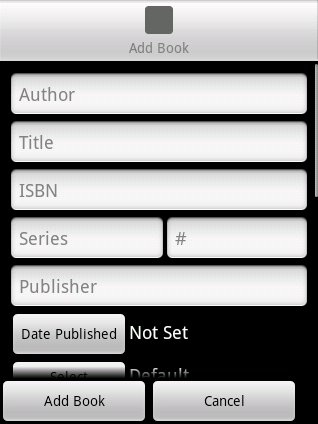 Add Book
Author
Title
ISBN
Series #
Publisher
Date Published Not Set
Select Default
Add Book Cancel